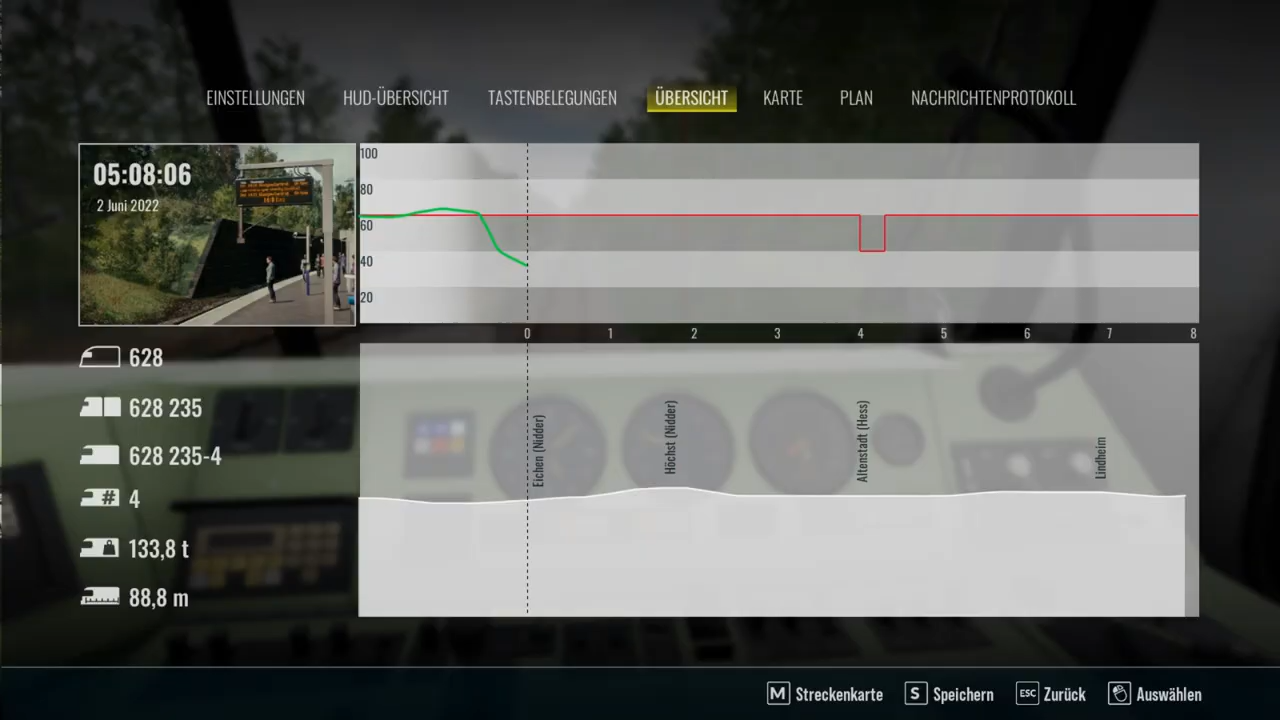 EINSTELLUNGEN HUD-ÜBERSICHT TASTENBELEGUNGEN ÜBERSICHT KARTE PLAN NACHRICHTENPROTOKOLL
05:08:06
2 Juni 2022
100
80
60
40
20
0 1 2 3 4 5 6 7 8
628
628 235
628 235-4
# 4
133,8 t
88,8 m
Eichen (Nidder)
Höchst (Nidder)
Altenstadt (Hess)
Lindheim
M Streckenkarte S Speichern ESC Zurück Auswählen